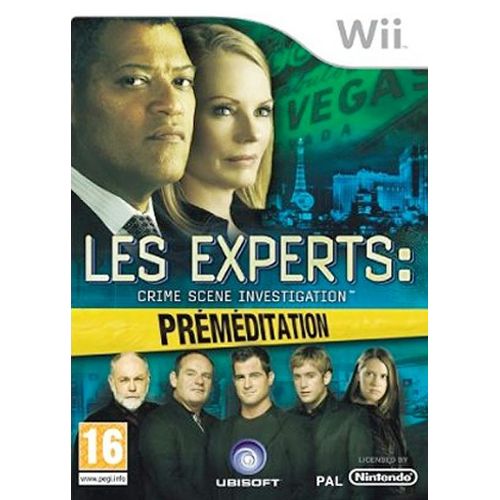 Wii
VEGAS
LES EXPERTS:
CRIME SCENE INVESTIGATION™
PRÉMÉDITATION
16
www.pegi.info
UBISOFT
LICENSED BY
PAL
Nintendo